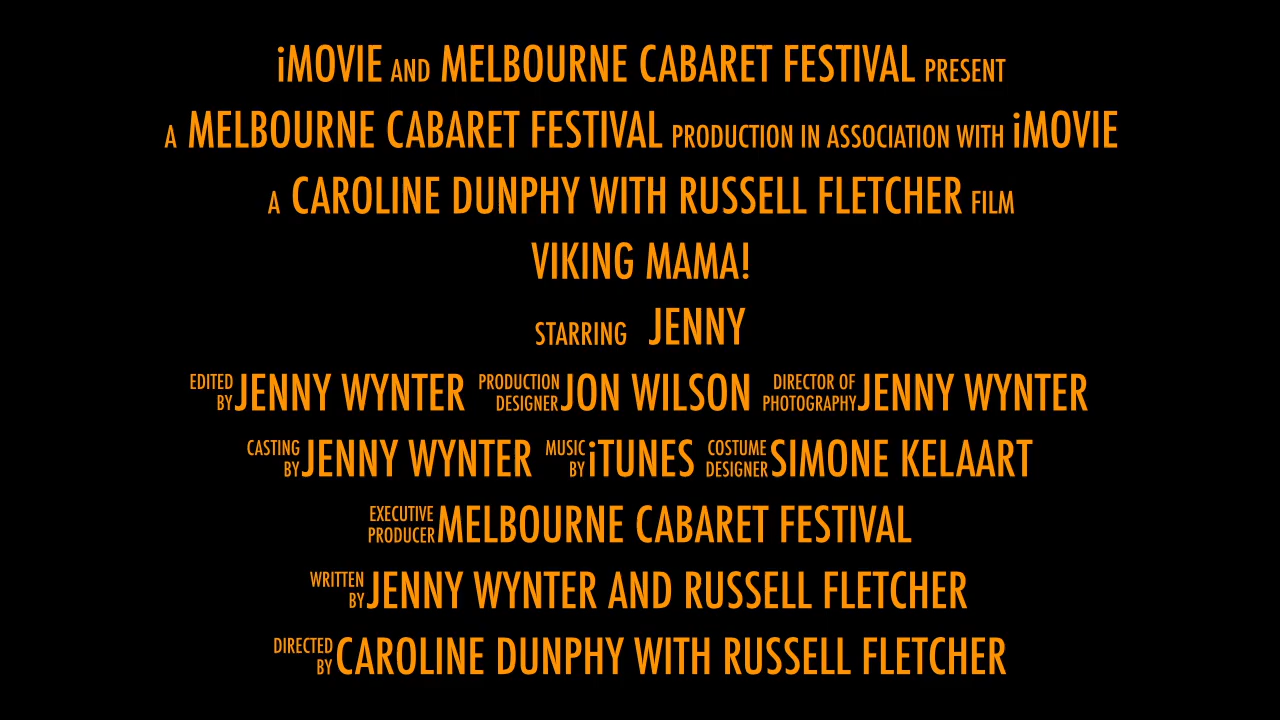 iMOVIE AND MELBOURNE CABARET FESTIVAL PRESENT
A MELBOURNE CABARET FESTIVAL PRODUCTION IN ASSOCIATION WITH iMOVIE
A CAROLINE DUNPHY WITH RUSSELL FLETCHER FILM
VIKING MAMA!
STARRING JENNY
EDITED BY JENNY WYNTER PRODUCTION DESIGNER JON WILSON DIRECTOR OF PHOTOGRAPHY JENNY WYNTER
CASTING BY JENNY WYNTER MUSIC BY iTUNES COSTUME DESIGNER SIMONE KELAART
EXECUTIVE PRODUCER MELBOURNE CABARET FESTIVAL
WRITTEN BY JENNY WYNTER AND RUSSELL FLETCHER
DIRECTED BY CAROLINE DUNPHY WITH RUSSELL FLETCHER